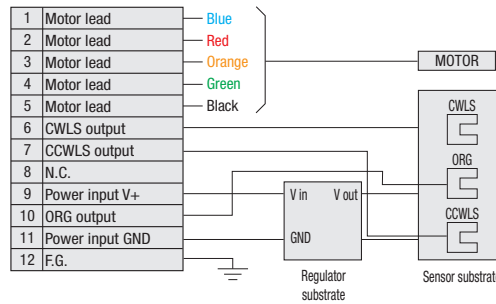 1 Motor lead Blue
2 Motor lead Red
3 Motor lead Orange
4 Motor lead Green
5 Motor lead Black
6 CWLS output
7 CCWLS output
8 N.C.
9 Power input V+
10 ORG output
11 Power input GND
12 F.G.
MOTOR
CWLS
ORG
CCWLS
V in V out
GND
Regulator
substrate
Sensor substrat